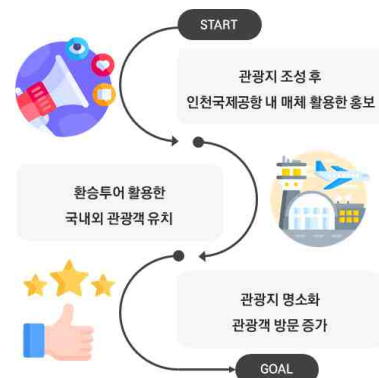 START
관광지 조성 후
인천국제공항 내 매체 활용한 홍보
환승투어 활용한
국내외 관광객 유치
관광지 명소화
관광객 방문 증가
GOAL